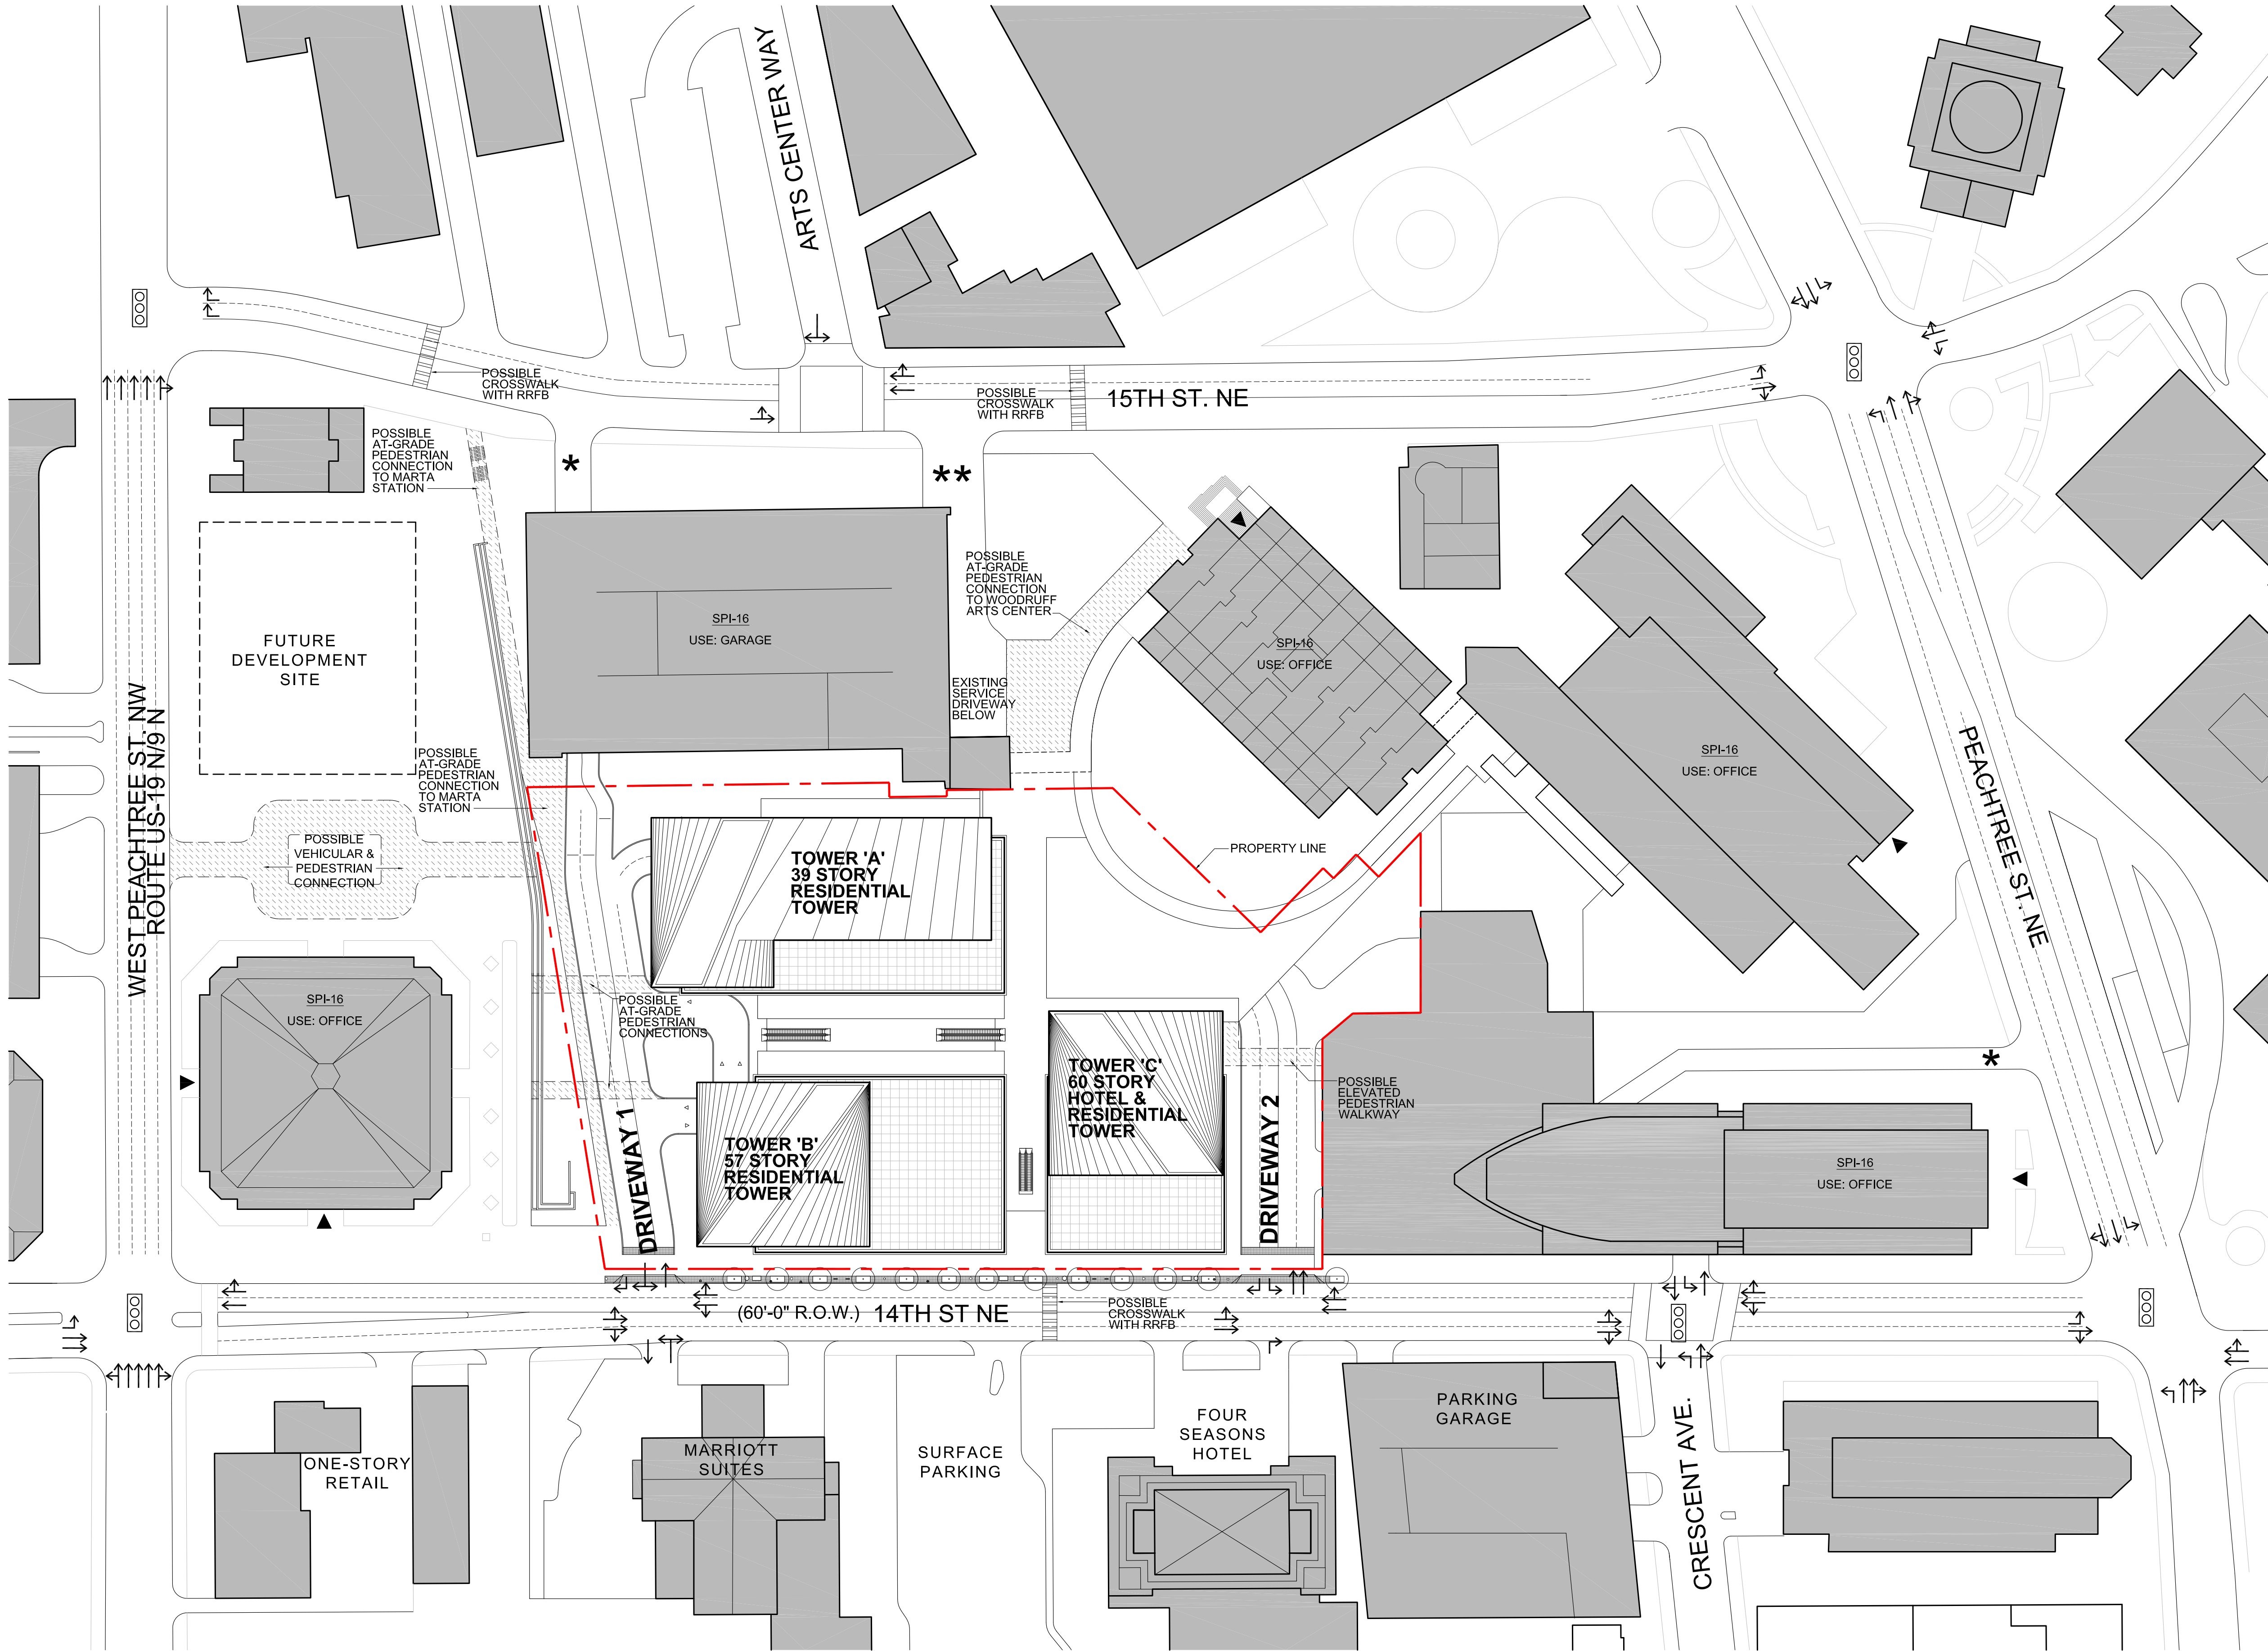 ARTS CENTER WAY
POSSIBLE
CROSSWALK
WITH RRFB
POSSIBLE
CROSSWALK
WITH RRFB
15TH ST. NE
POSSIBLE
AT-GRADE
PEDESTRIAN
CONNECTION
TO MARTA
STATION
*
**
FUTURE
DEVELOPMENT
SITE
SPI-16
USE: GARAGE
POSSIBLE
AT-GRADE
PEDESTRIAN
CONNECTION
TO WOODRUFF
ARTS CENTER
SPI-16
USE: OFFICE
EXISTING
SERVICE
DRIVEWAY
BELOW
SPI-16
USE: OFFICE
WEST PEACHTREE ST. NW
ROUTE US-19 N/9 N
PEACHTREE ST. NE
POSSIBLE
AT-GRADE
PEDESTRIAN
CONNECTION
TO MARTA
STATION
POSSIBLE
VEHICULAR &
PEDESTRIAN
CONNECTION
TOWER 'A'
39 STORY
RESIDENTIAL
TOWER
PROPERTY LINE
SPI-16
USE: OFFICE
POSSIBLE
AT-GRADE
PEDESTRIAN
CONNECTIONS
TOWER 'C'
60 STORY
HOTEL &
RESIDENTIAL
TOWER
POSSIBLE
ELEVATED
PEDESTRIAN
WALKWAY
*
DRIVEWAY 1
TOWER 'B'
57 STORY
RESIDENTIAL
TOWER
DRIVEWAY 2
SPI-16
USE: OFFICE
(60'-0" R.O.W.) 14TH ST NE
POSSIBLE
CROSSWALK
WITH RRFB
ONE-STORY
RETAIL
MARRIOTT
SUITES
SURFACE
PARKING
FOUR
SEASONS
HOTEL
PARKING
GARAGE
CRESCENT AVE.